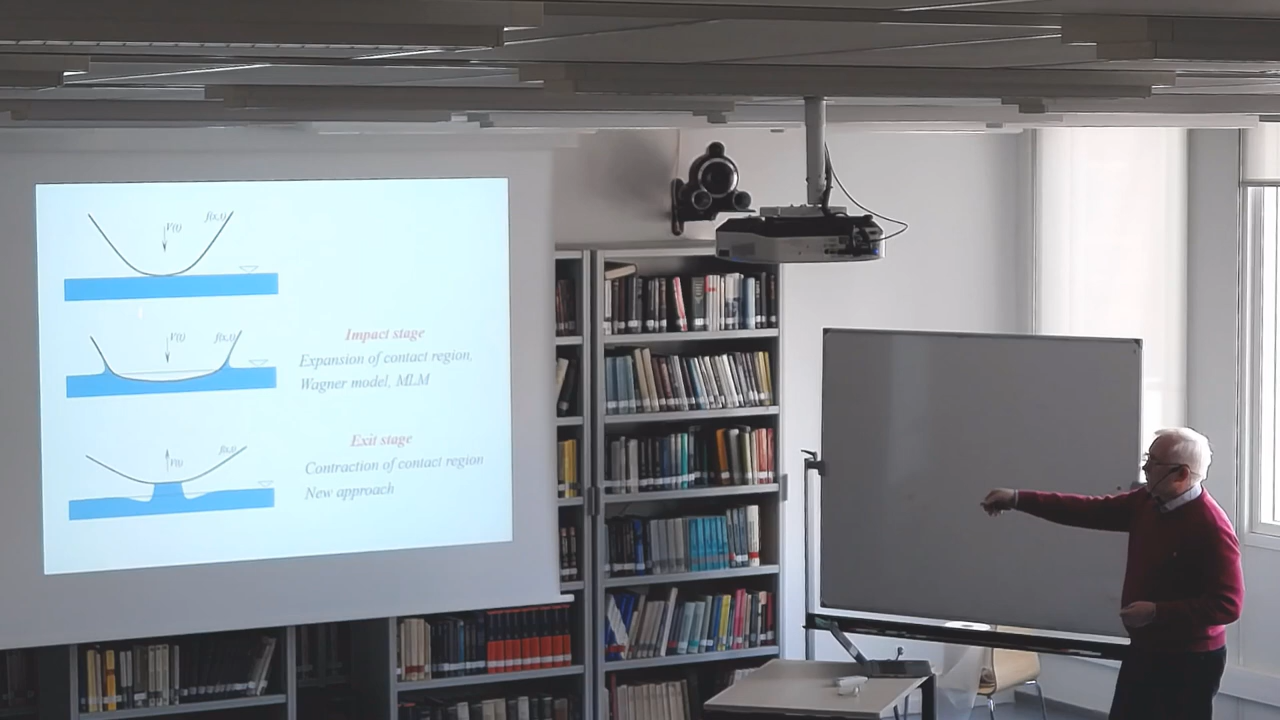 f(x,t)
V(t)
V(t)
f(x,t)
Impact stage
Expansion of contact region,
Wagner model, MLM
f(x,t)
V(t)
Exit stage
Contraction of contact region
New approach